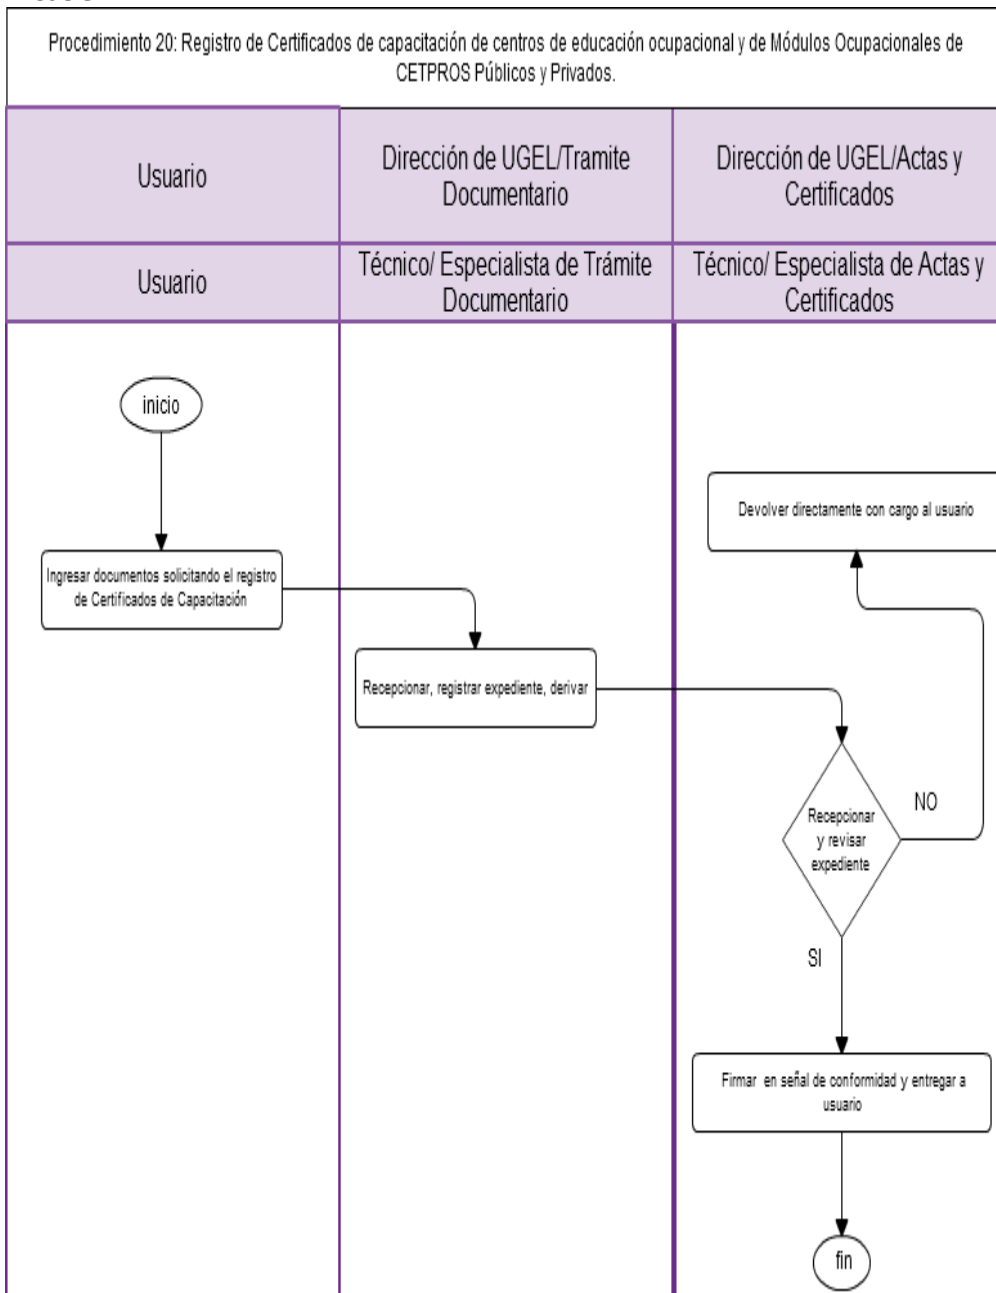 Procedimiento 20: Registro de Certificados de capacitación de centros de educación ocupacional y de Módulos Ocupacionales de
CETPROS Públicos y Privados.
Usuario
Dirección de UGEL/Tramite
Documentario
Dirección de UGEL/Actas y
Certificados
Usuario
Técnico/ Especialista de Trámite
Documentario
Técnico/ Especialista de Actas y
Certificados
inicio
Devolver directamente con cargo al usuario
Ingresar documentos solicitando el registro
de Certificados de Capacitación
Recepcionar, registrar expediente, derivar
NO
Recepcionar
y revisar
expediente
SI
Firmar en señal de conformidad y entregar a
usuario
fin